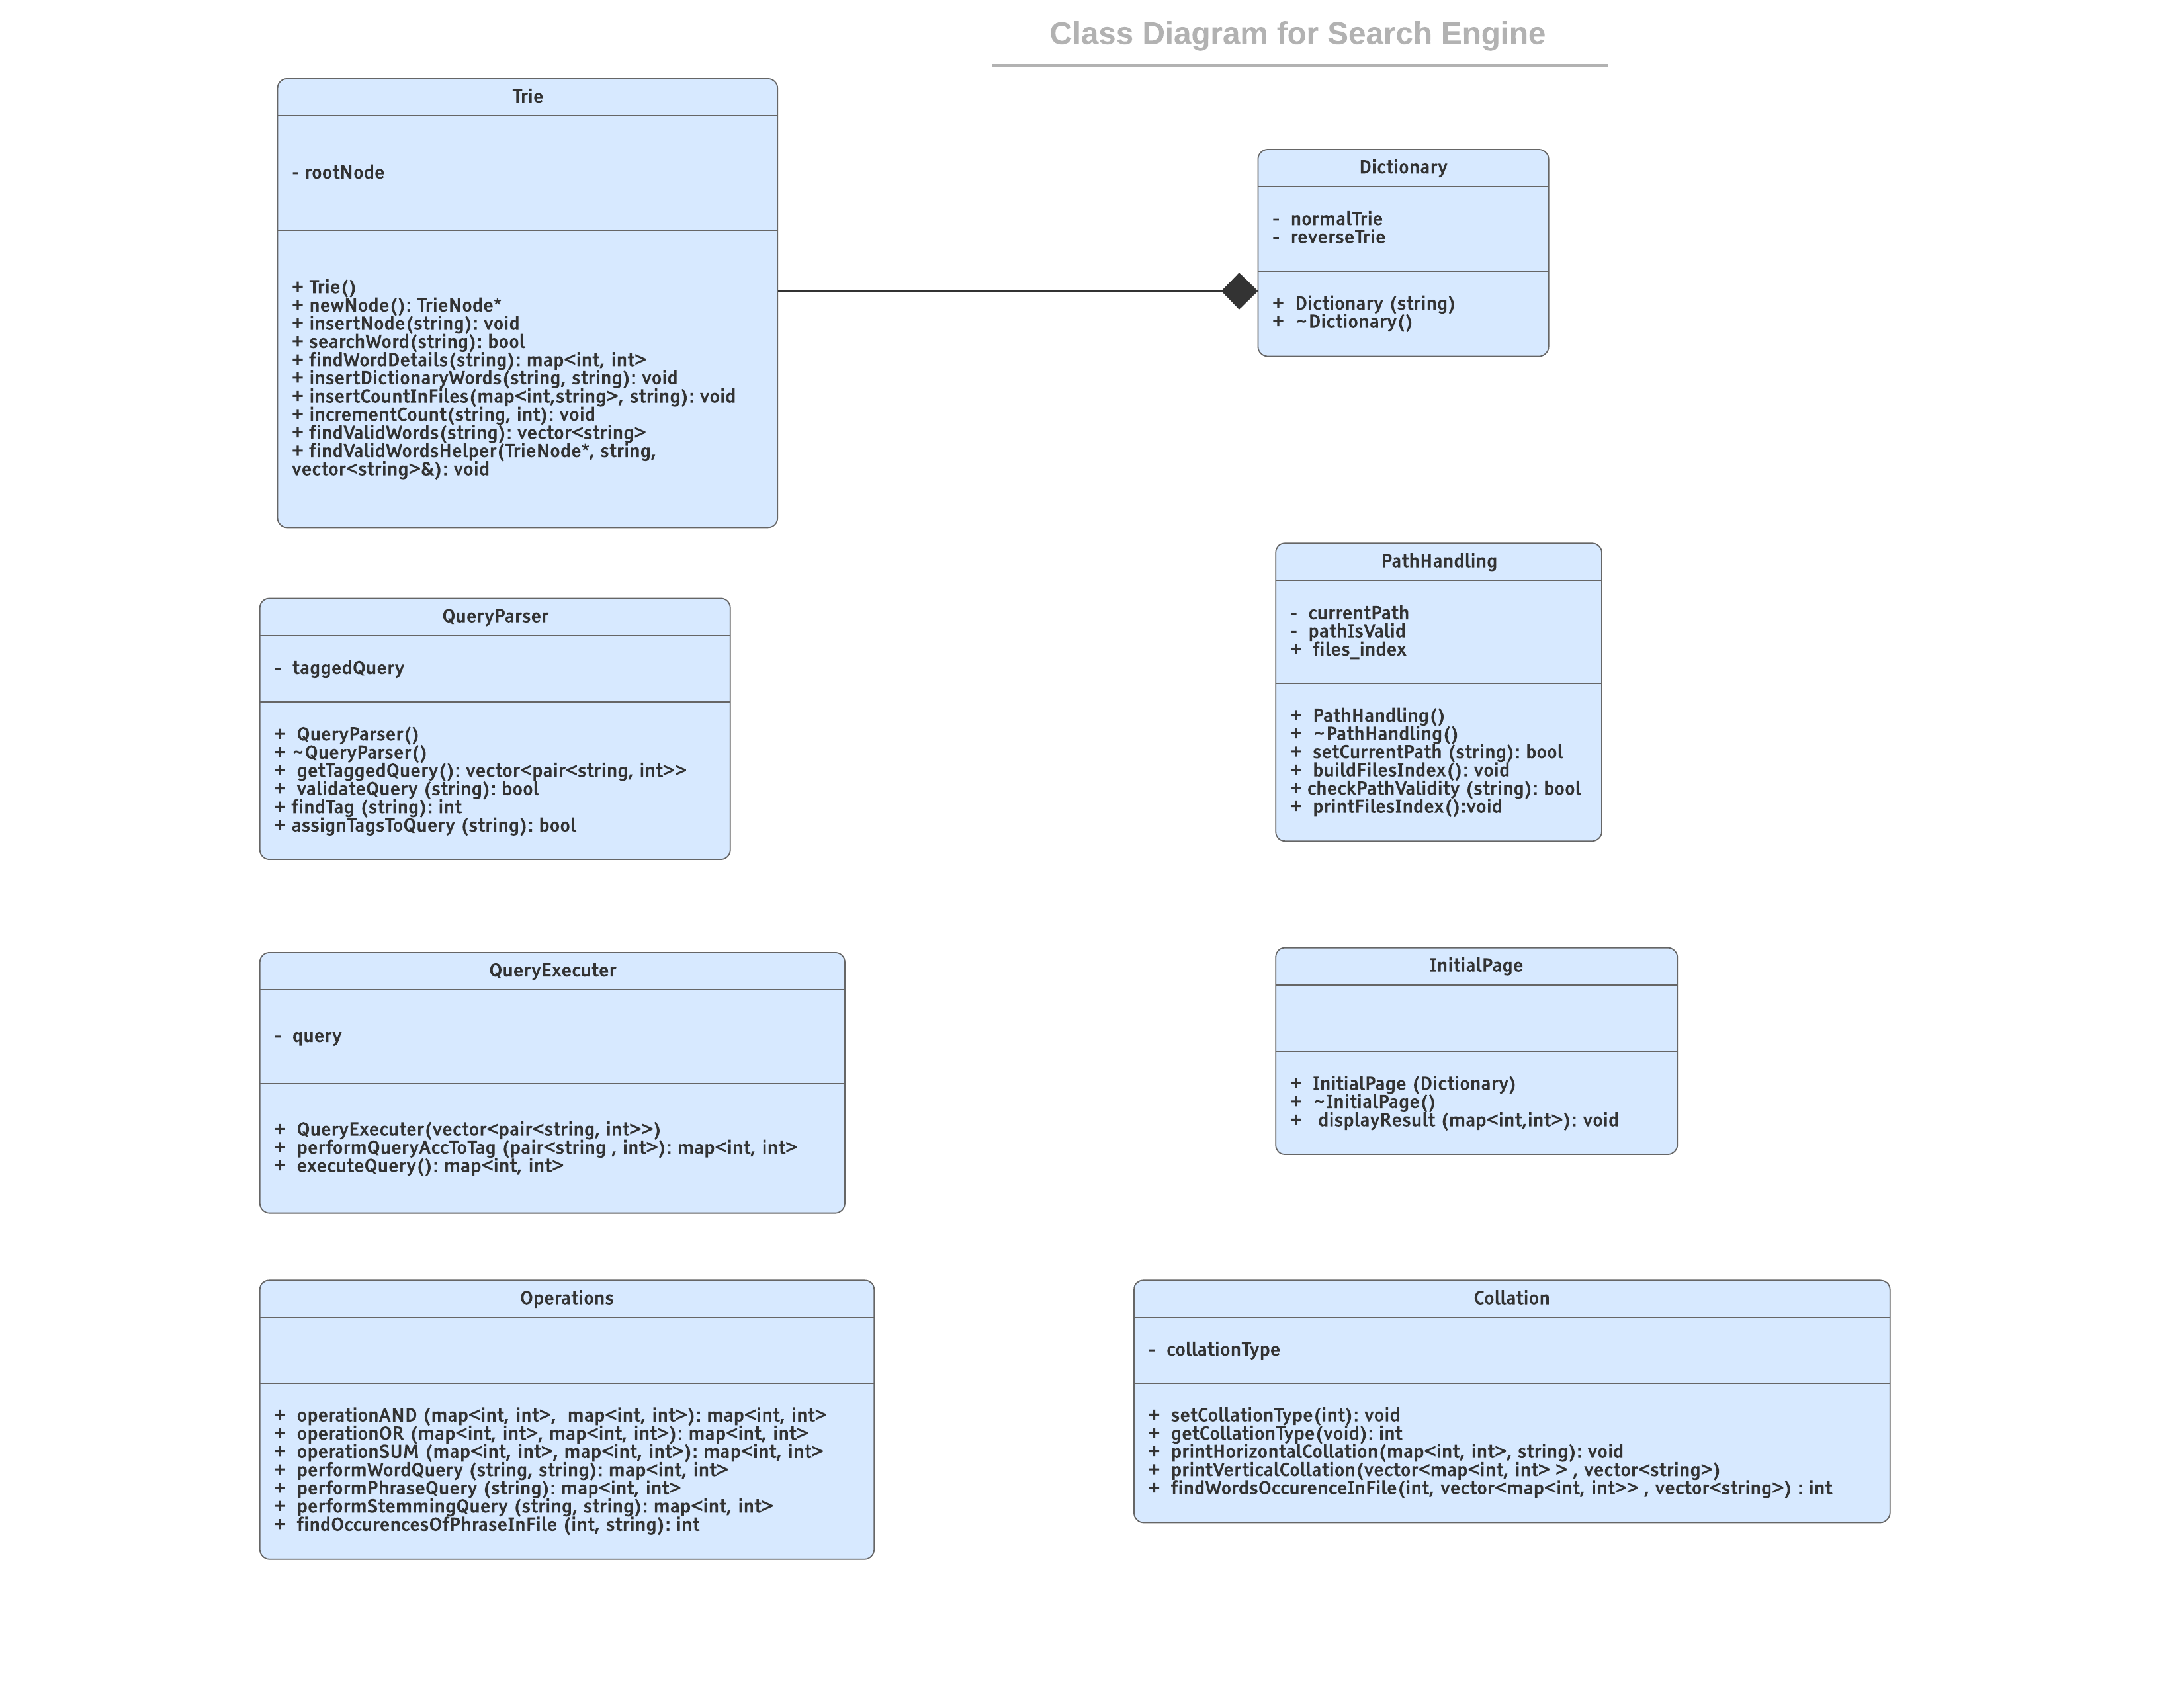 Class Diagram for Search Engine
Trie
- rootNode
+ Trie()
+ newNode(): TrieNode*
+ insertNode(string): void
+ searchWord(string): bool
+ findWordDetails(string): map<int, int>
+ insertDictionaryWords(string, string): void
+ insertCountInFiles(map<int,string>, string): void
+ incrementCount(string, int): void
+ findValidWords(string): vector<string>
+ findValidWordsHelper(TrieNode*, string,
vector<string>&): void
Dictionary
- normalTrie
- reverseTrie
+ Dictionary (string)
+ ~Dictionary()
QueryParser
- taggedQuery
+ QueryParser()
+ ~QueryParser()
+ getTaggedQuery(): vector<pair<string, int>>
+ validateQuery (string): bool
+ findTag (string): int
+ assignTagsToQuery (string): bool
PathHandling
- currentPath
- pathIsValid
+ files_index
+ PathHandling()
+ ~PathHandling()
+ setCurrentPath (string): bool
+ buildFilesIndex(): void
+ checkPathValidity (string): bool
+ printFilesIndex():void
QueryExecuter
- query
+ QueryExecuter(vector<pair<string, int>>)
+ performQueryAccToTag (pair<string , int>): map<int, int>
+ executeQuery(): map<int, int>
InitialPage
+ InitialPage (Dictionary)
+ ~InitialPage()
+ displayResult (map<int,int>): void
Operations
+ operationAND (map<int, int>, map<int, int>): map<int, int>
+ operationOR (map<int, int>, map<int, int>): map<int, int>
+ operationSUM (map<int, int>, map<int, int>): map<int, int>
+ performWordQuery (string, string): map<int, int>
+ performPhraseQuery (string): map<int, int>
+ performStemmingQuery (string, string): map<int, int>
+ findOccurencesOfPhraseInFile (int, string): int
Collation
- collationType
+ setCollationType(int): void
+ getCollationType(void): int
+ printHorizontalCollation(map<int, int>, string): void
+ printVerticalCollation(vector<map<int, int> > , vector<string>)
+ findWordsOccurenceInFile(int, vector<map<int, int>> , vector<string>) : int